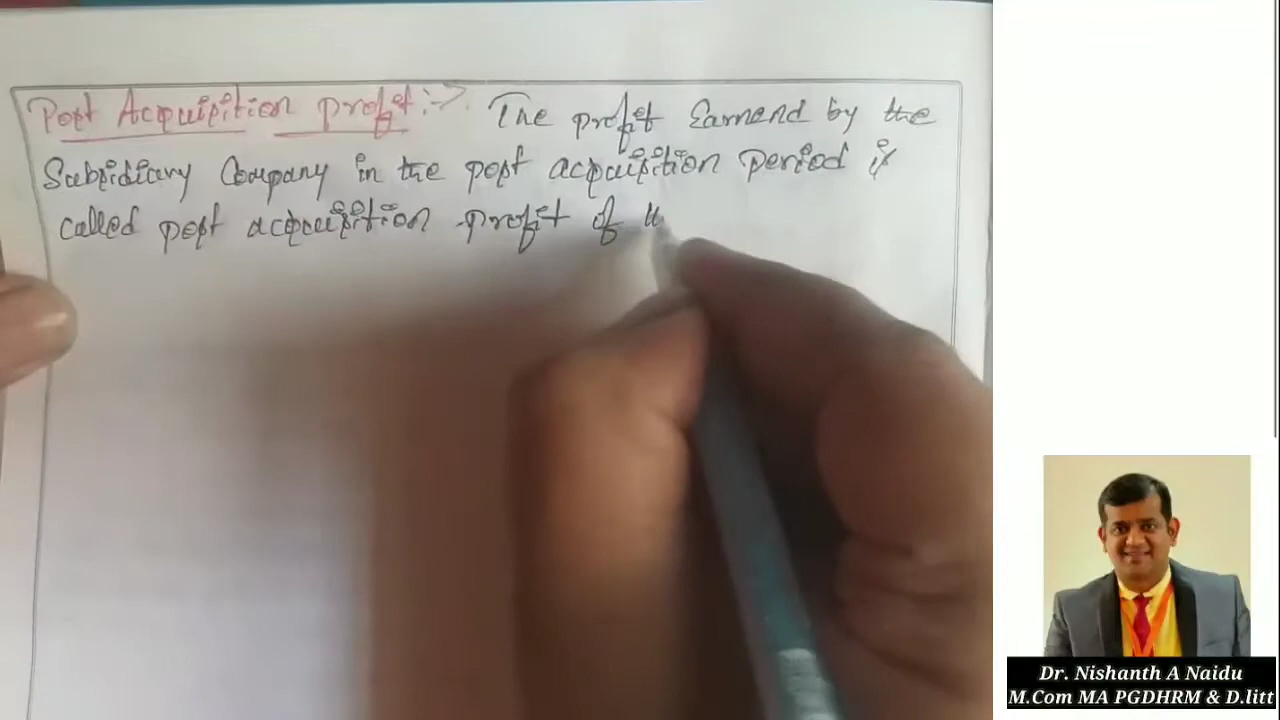 Post Acquisition profit:->. The profit Earnend by the
Subsidiary Company in the post acquisition period is
called post acquisition profit of
Dr. Nishanth A Naidu
M.Com MA PGDHRM & D.litt